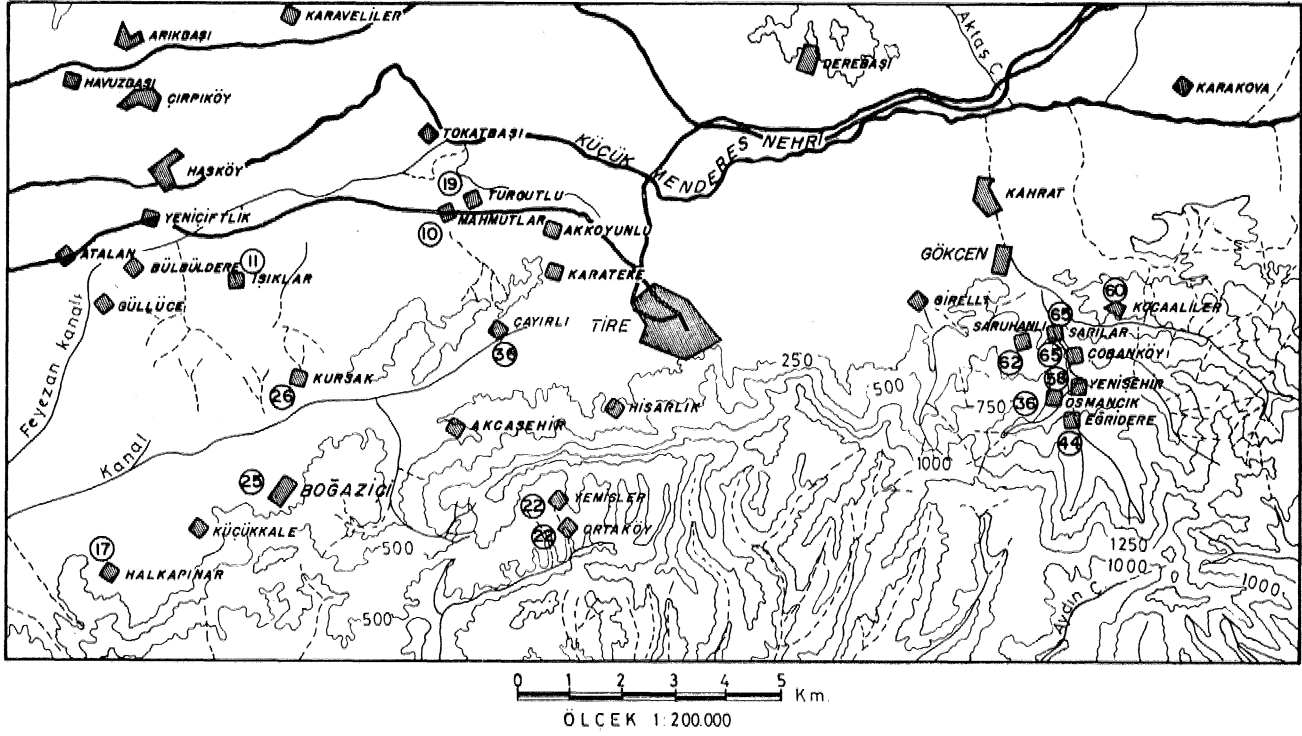 KARAVELİLER
ARIKBAŞI
Aktaş Ç.
DEREBAŞI
HAVUZBAŞI
ÇIRPIKÖY
KARAKOVA
TOKATBAŞI
KÜÇÜK MENDERES NEHRİ
HASKÖY
19
TURGUTLU
KAHRAT
YENİÇİFTLİK
MAHMUTLAR
10
AKKOYUNLU
ATALAN
BÜLBÜLDERE
11
IŞIKLAR
GÖKÇEN
KARATEKE
GÜLLÜCE
GİRELLİ
60
KOCAALİLER
65
ÇAYIRLI
TİRE
SARUHANLI
SARILAR
36
62
65
ÇOBANKÖYİ
250
Feyezan kanalı
KURSAK
26
500
58
YENİŞEHİR
36
OSMANCIK
750
HİSARLIK
EĞRİDERE
AKÇAŞEHİR
44
Kanal
1000
25
BOĞAZİÇİ
22
YEMİŞLER
KÜÇÜKKALE
ORTAKÖY
22
500
1250
17
HALKAPINAR
1000
1000
500
Aydın Ç.
0 1 2 3 4 5 Km.
ÖLÇEK 1:200.000